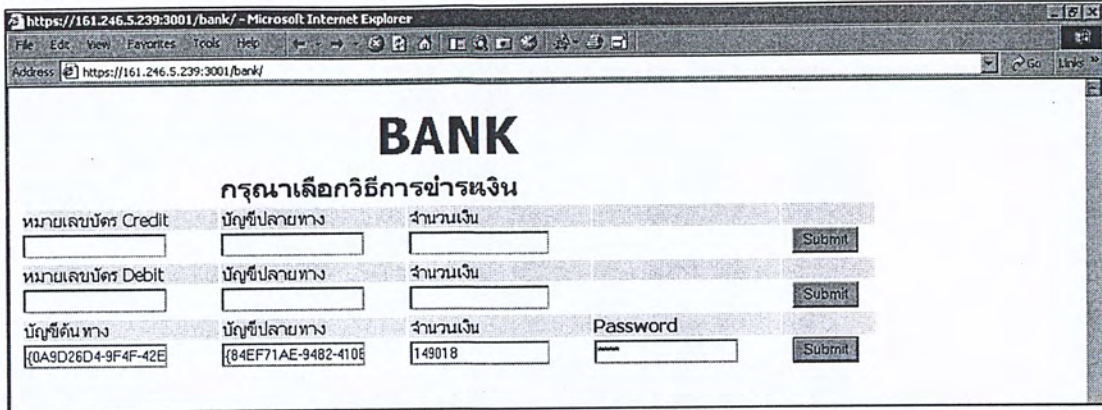 https://161.246.5.239:3001/bank/ - Microsoft Internet Explorer
File Edit View Favorites Tools Help
Address https://161.246.5.239:3001/bank/ Go Links »
BANK
กรุณาเลือกวิธีการชำระเงิน
หมายเลขบัตร Credit บัญชีปลายทาง จำนวนเงิน
Submit
หมายเลขบัตร Debit บัญชีปลายทาง จำนวนเงิน
Submit
บัญชีต้นทาง บัญชีปลายทาง จำนวนเงิน Password
{0A9D26D4-9F4F-42E {84EF71AE-9482-410E 149018 Submit